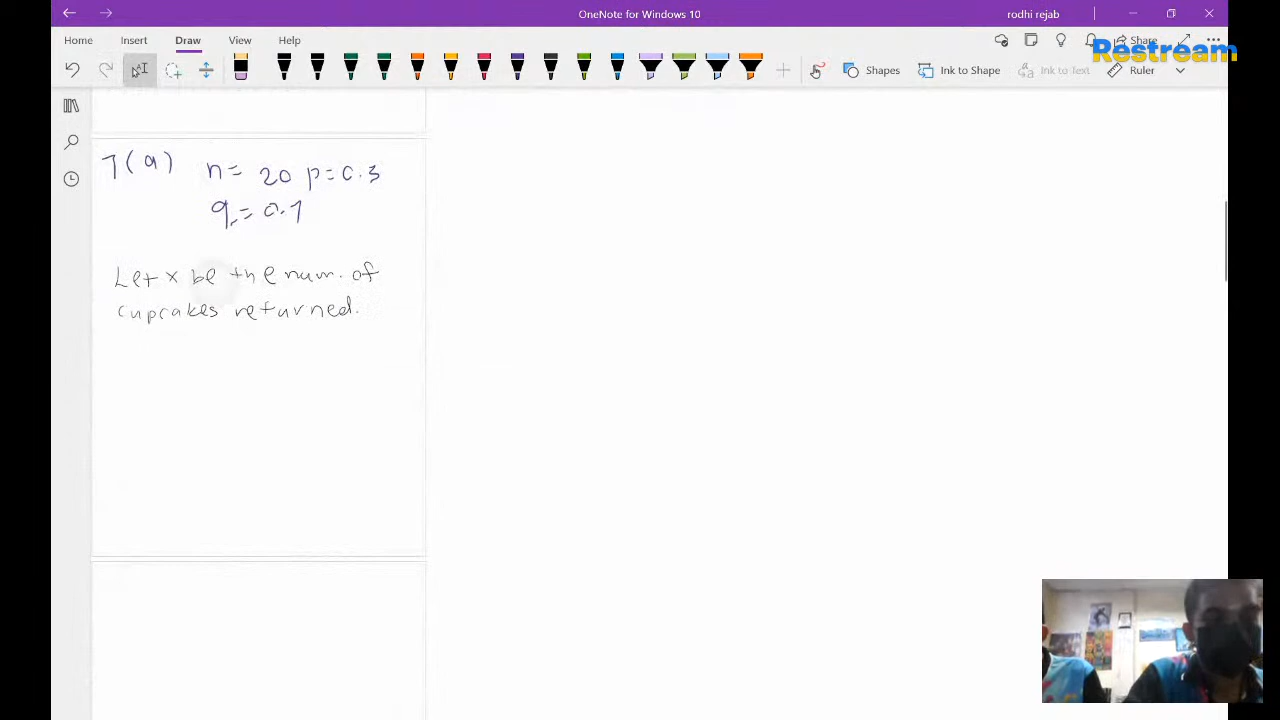 OneNote for Windows 10
rodhi rejab
Home Insert Draw View Help
Share
Restream
Shapes
Ink to Shape
Ink to Text
Ruler
7(a) n= 20 p=0.3
q=0.7
Let x be the num. of
cupcakes returned.